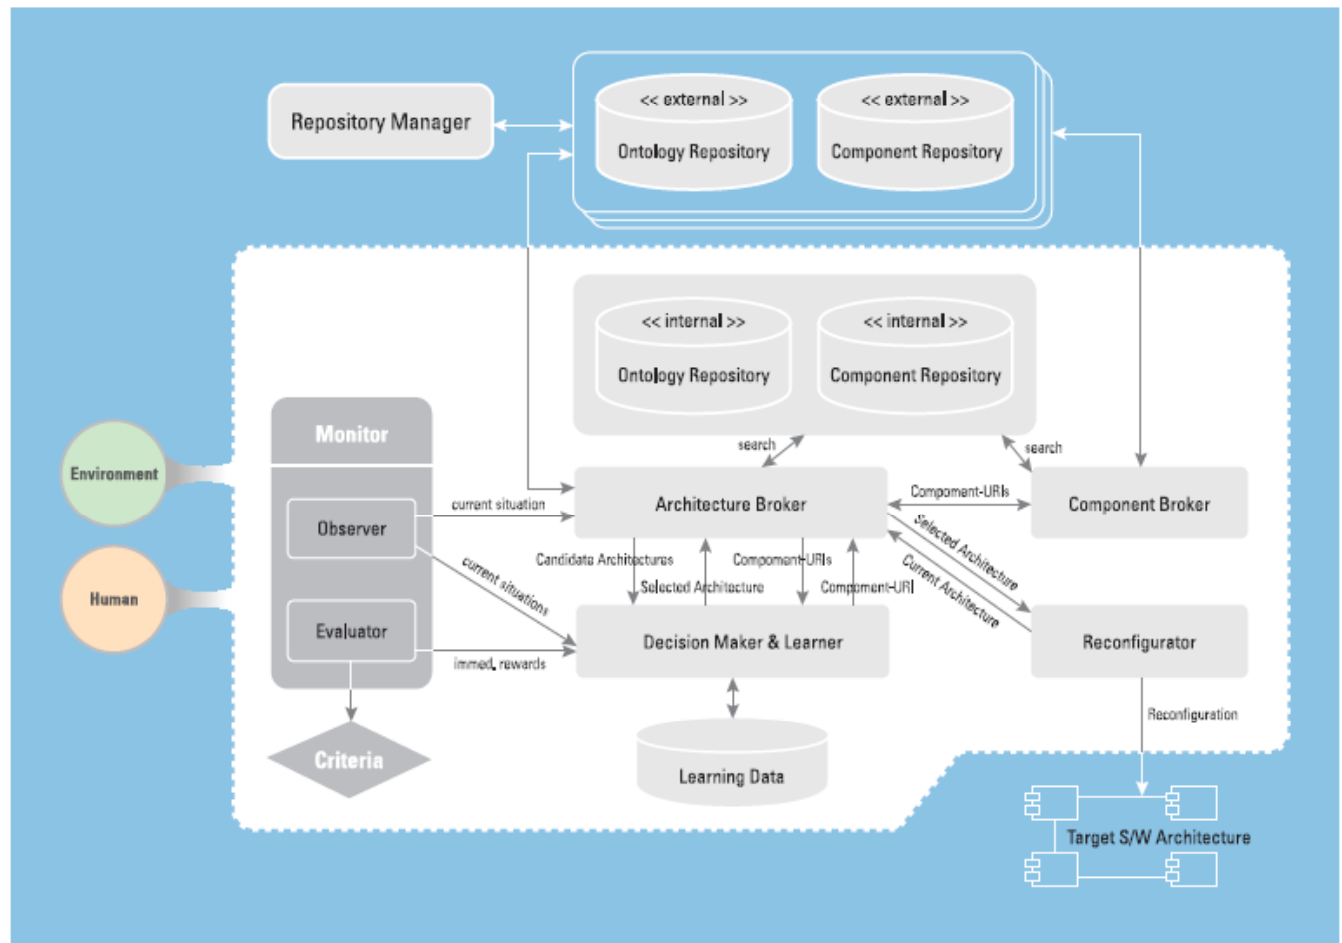 << external >>
<< external >>
Repository Manager
Ontology Repository
Component Repository
<< internal >>
<< internal >>
Ontology Repository
Component Repository
Monitor
search
search
Environment
Component-URIs
current situation
Architecture Broker
Component Broker
Observer
Selected Architecture
Candidate Architectures
Compoment-URIs
current situations
Current Architecture
Selected Architecture
Compoment-URI
Human
Evaluator
Decision Maker & Learner
Reconfigurator
immed. rewards
Reconfiguration
Criteria
Learning Data
Target S/W Architecture